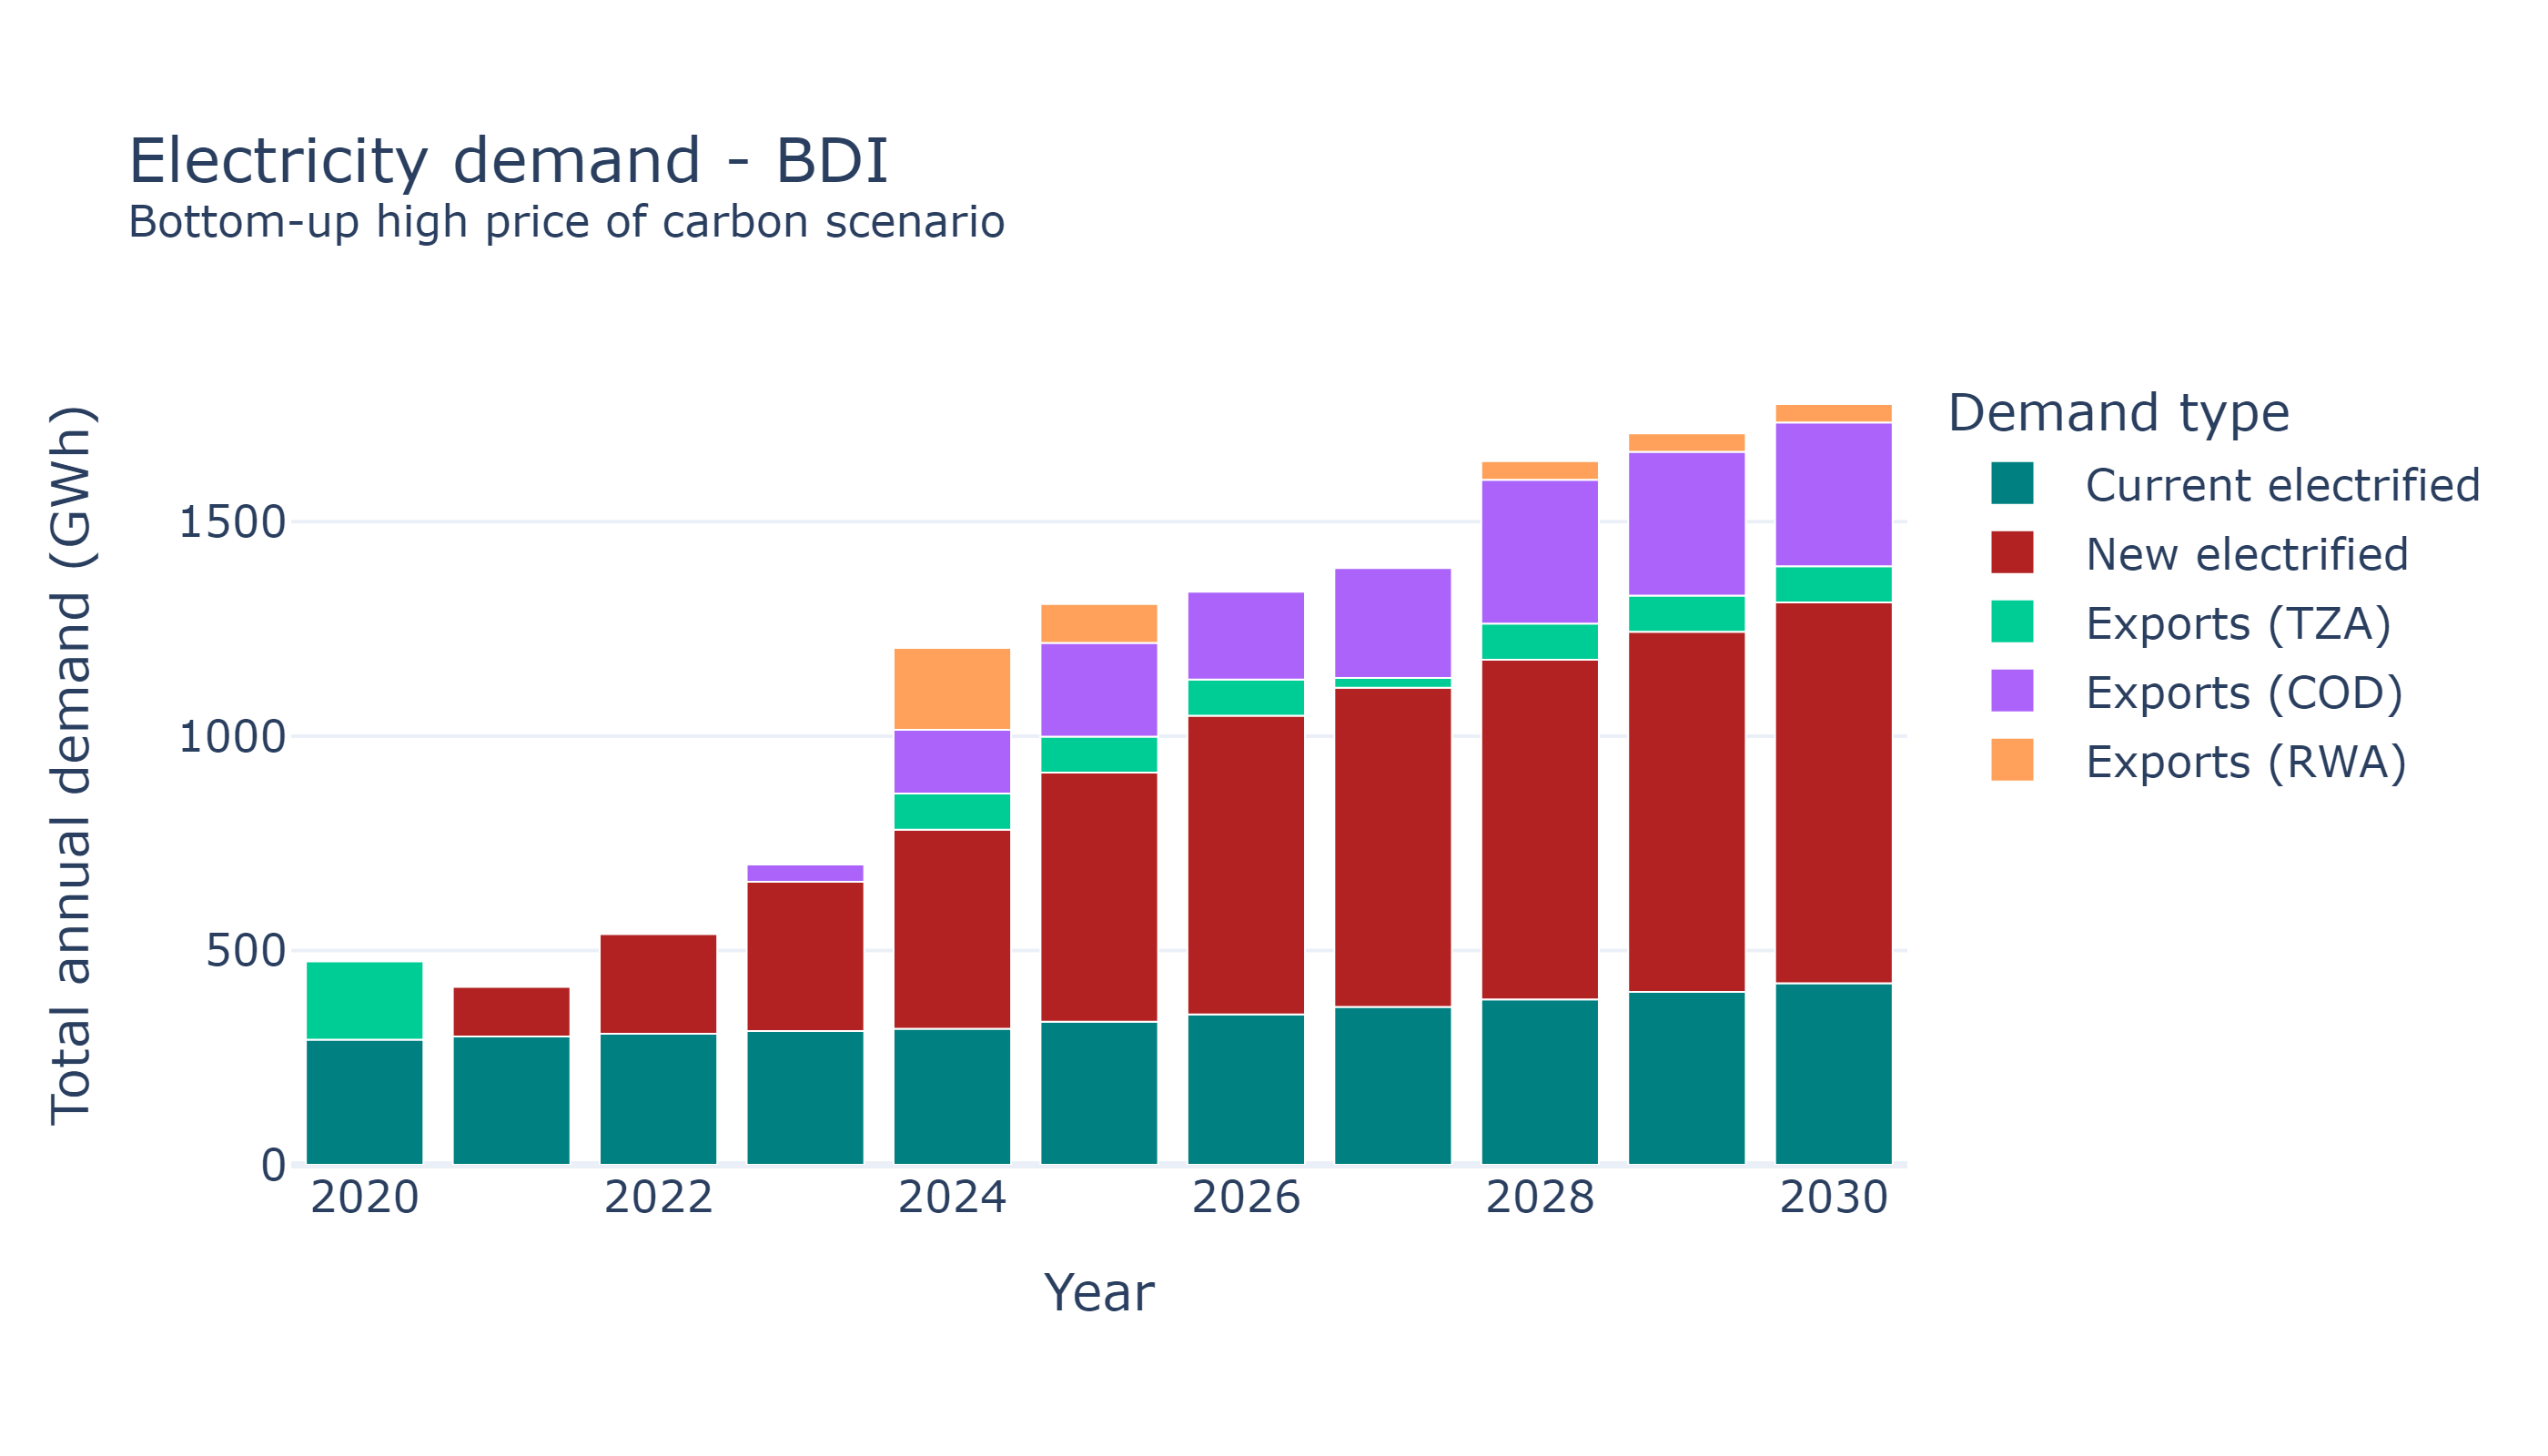 Electricity demand - BDI
Bottom-up high price of carbon scenario
Total annual demand (GWh)
1500
1000
500
0
2020
2022
2024
2026
2028
2030
Year
Demand type
Current electrified
New electrified
Exports (TZA)
Exports (COD)
Exports (RWA)